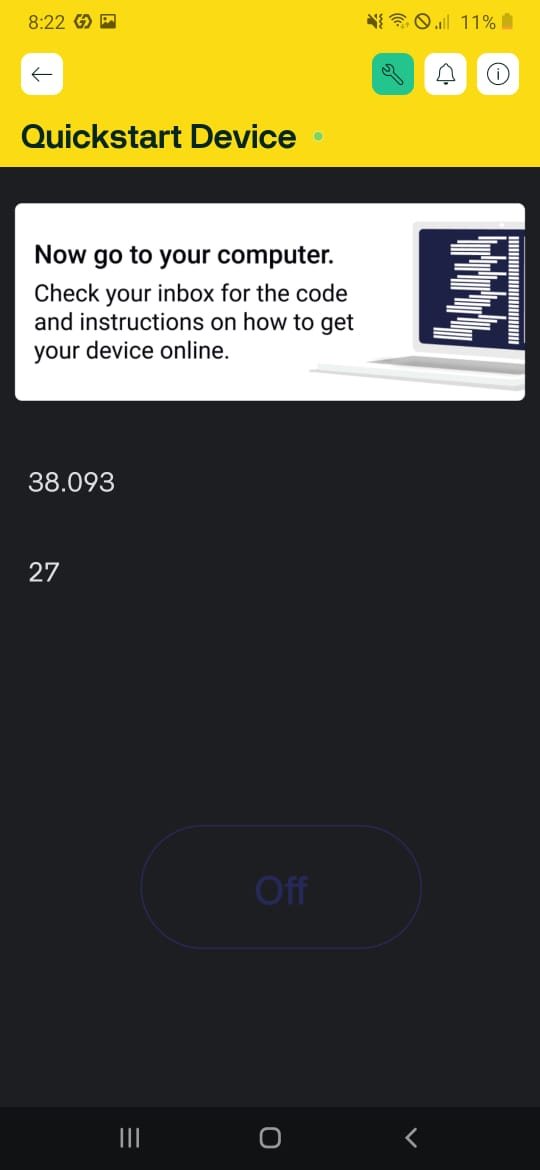 8:22
11%
Quickstart Device
Now go to your computer.
Check your inbox for the code
and instructions on how to get
your device online.
38.093
27
Off